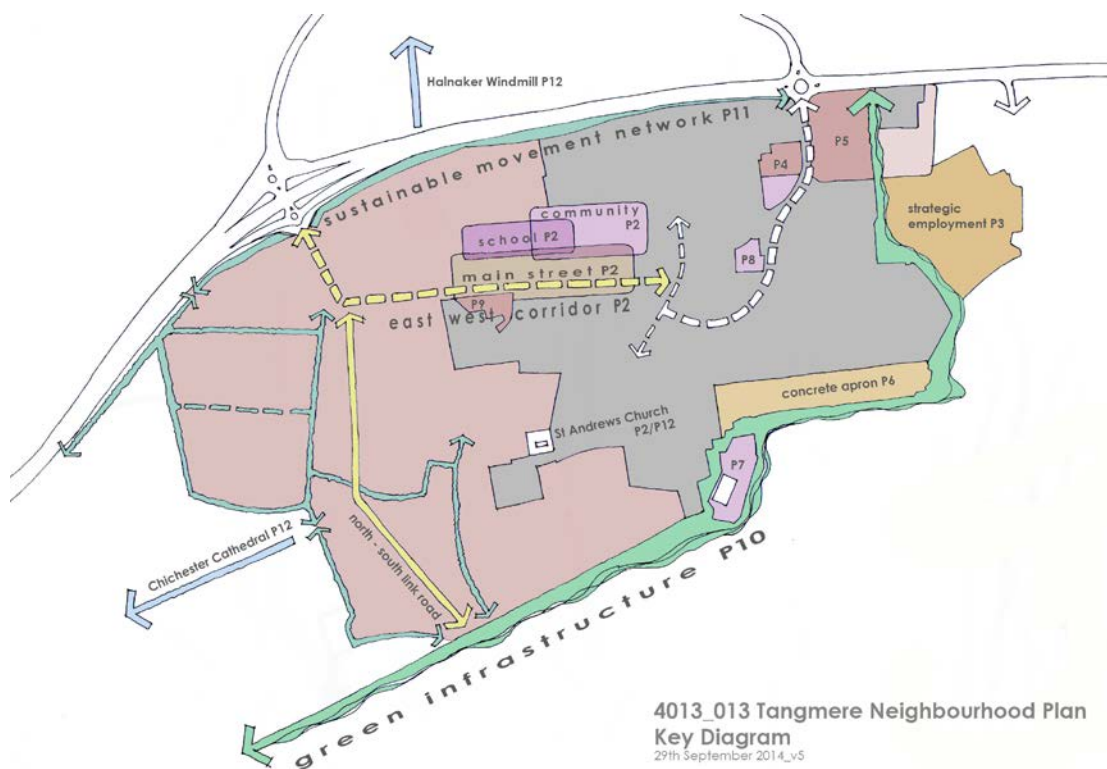 Halnaker Windmill P12
sustainable movement network P11
P5
P4
community
P2
school P2
strategic
employment P3
P8
main street P2
P9
east west corridor P2
concrete apron P6
St Andrews Church
P2/P12
P7
Chichester Cathedral P12
north - south link road
green infrastructure P10
4013_013 Tangmere Neighbourhood Plan
Key Diagram
29th September 2014_v5